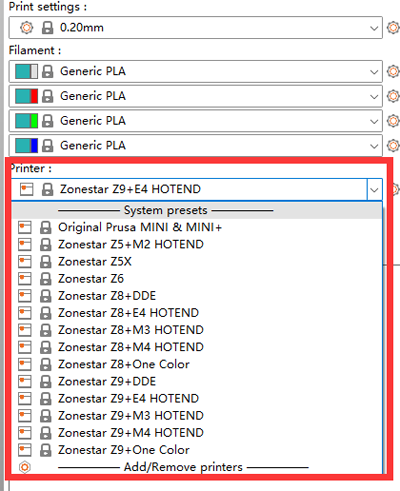 Print settings :
0.20mm
Filament :
Generic PLA
Generic PLA
Generic PLA
Generic PLA
Printer :
Zonestar Z9+E4 HOTEND
System presets
Original Prusa MINI & MINI+
Zonestar Z5+M2 HOTEND
Zonestar Z5X
Zonestar Z6
Zonestar Z8+DDE
Zonestar Z8+E4 HOTEND
Zonestar Z8+M3 HOTEND
Zonestar Z8+M4 HOTEND
Zonestar Z8+One Color
Zonestar Z9+DDE
Zonestar Z9+E4 HOTEND
Zonestar Z9+M3 HOTEND
Zonestar Z9+M4 HOTEND
Zonestar Z9+One Color
Add/Remove printers